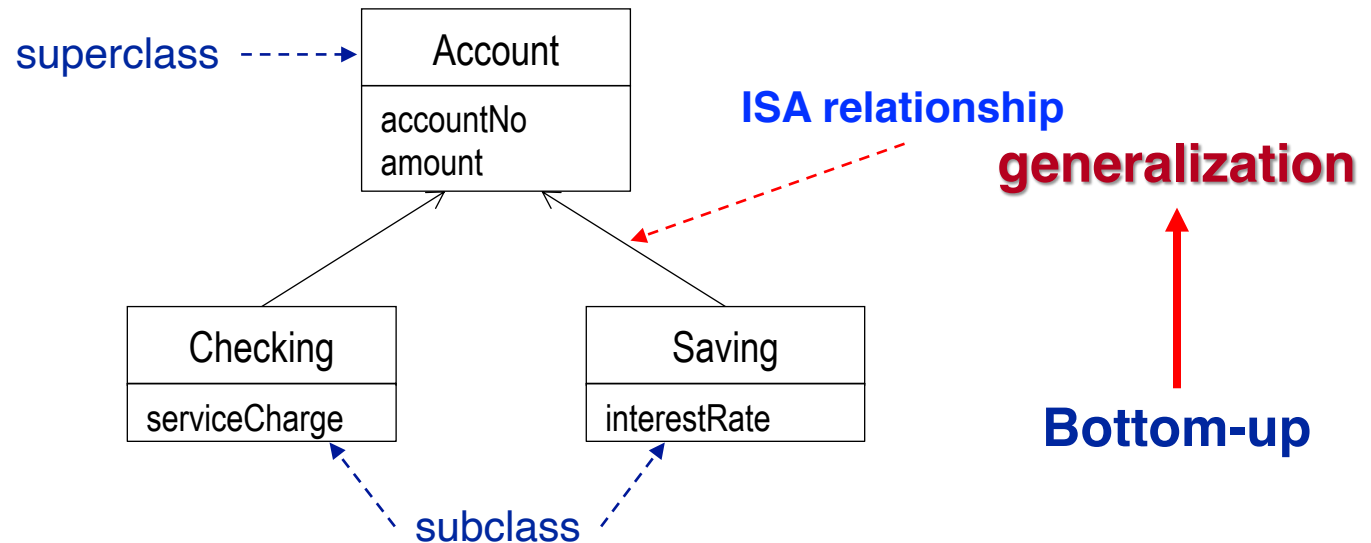 superclass
Account
accountNo
amount
ISA relationship
generalization
Checking
serviceCharge
Saving
interestRate
Bottom-up
subclass